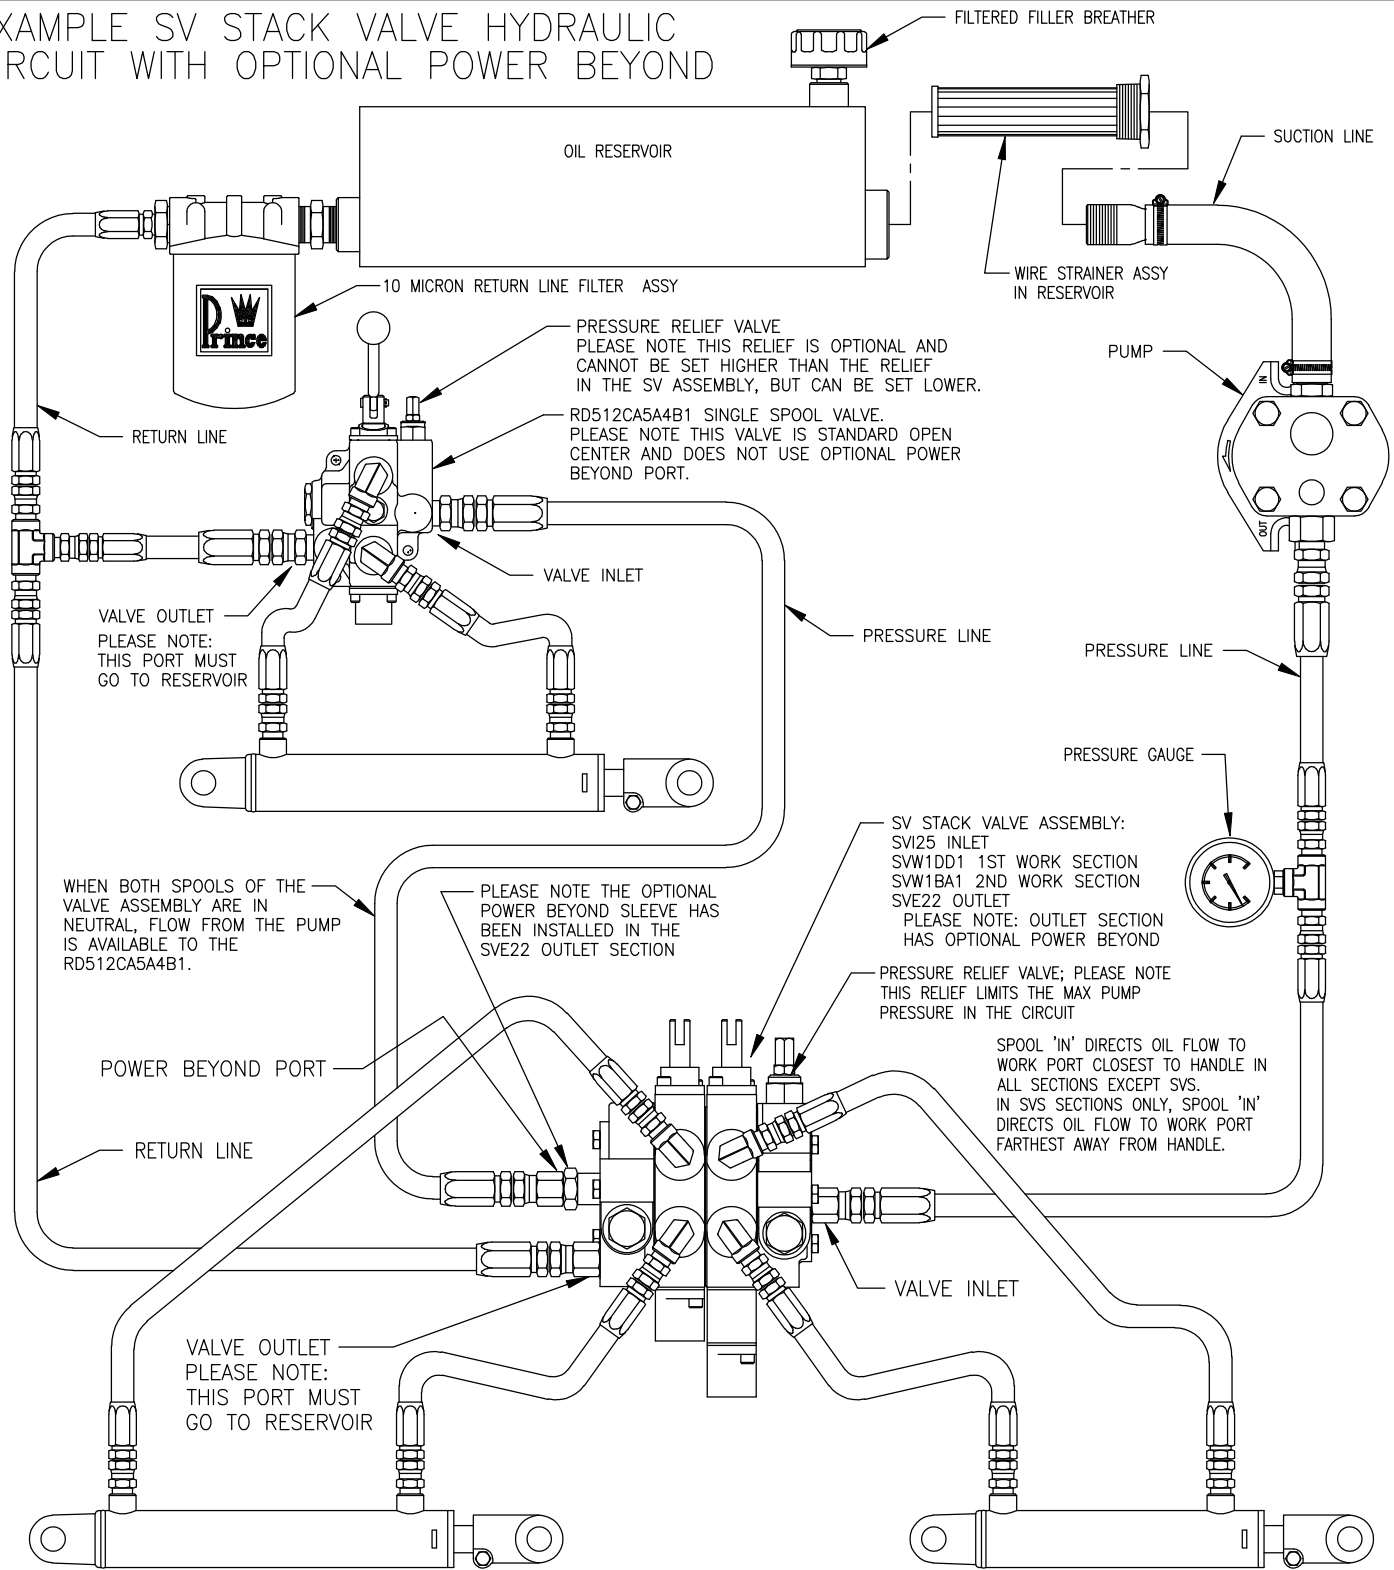 XAMPLE SV STACK VALVE HYDRAULIC
RCUIT WITH OPTIONAL POWER BEYOND
FILTERED FILLER BREATHER
OIL RESERVOIR
SUCTION LINE
WIRE STRAINER ASSY
IN RESERVOIR
10 MICRON RETURN LINE FILTER ASSY
Prince
PRESSURE RELIEF VALVE
PLEASE NOTE THIS RELIEF IS OPTIONAL AND
CANNOT BE SET HIGHER THAN THE RELIEF
IN THE SV ASSEMBLY, BUT CAN BE SET LOWER.
PUMP
IN
OUT
RD512CA5A4B1 SINGLE SPOOL VALVE.
PLEASE NOTE THIS VALVE IS STANDARD OPEN
CENTER AND DOES NOT USE OPTIONAL POWER
BEYOND PORT.
RETURN LINE
VALVE INLET
VALVE OUTLET
PLEASE NOTE:
THIS PORT MUST
GO TO RESERVOIR
PRESSURE LINE
PRESSURE LINE
PRESSURE GAUGE
SV STACK VALVE ASSEMBLY:
SVI25 INLET
SVW1DD1 1ST WORK SECTION
SVW1BA1 2ND WORK SECTION
SVE22 OUTLET
PLEASE NOTE: OUTLET SECTION
HAS OPTIONAL POWER BEYOND
WHEN BOTH SPOOLS OF THE
VALVE ASSEMBLY ARE IN
NEUTRAL, FLOW FROM THE PUMP
IS AVAILABLE TO THE
RD512CA5A4B1.
PLEASE NOTE THE OPTIONAL
POWER BEYOND SLEEVE HAS
BEEN INSTALLED IN THE
SVE22 OUTLET SECTION
PRESSURE RELIEF VALVE; PLEASE NOTE
THIS RELIEF LIMITS THE MAX PUMP
PRESSURE IN THE CIRCUIT
SPOOL 'IN' DIRECTS OIL FLOW TO
WORK PORT CLOSEST TO HANDLE IN
ALL SECTIONS EXCEPT SVS.
IN SVS SECTIONS ONLY, SPOOL 'IN'
DIRECTS OIL FLOW TO WORK PORT
FARTHEST AWAY FROM HANDLE.
POWER BEYOND PORT
RETURN LINE
VALVE INLET
VALVE OUTLET
PLEASE NOTE:
THIS PORT MUST
GO TO RESERVOIR